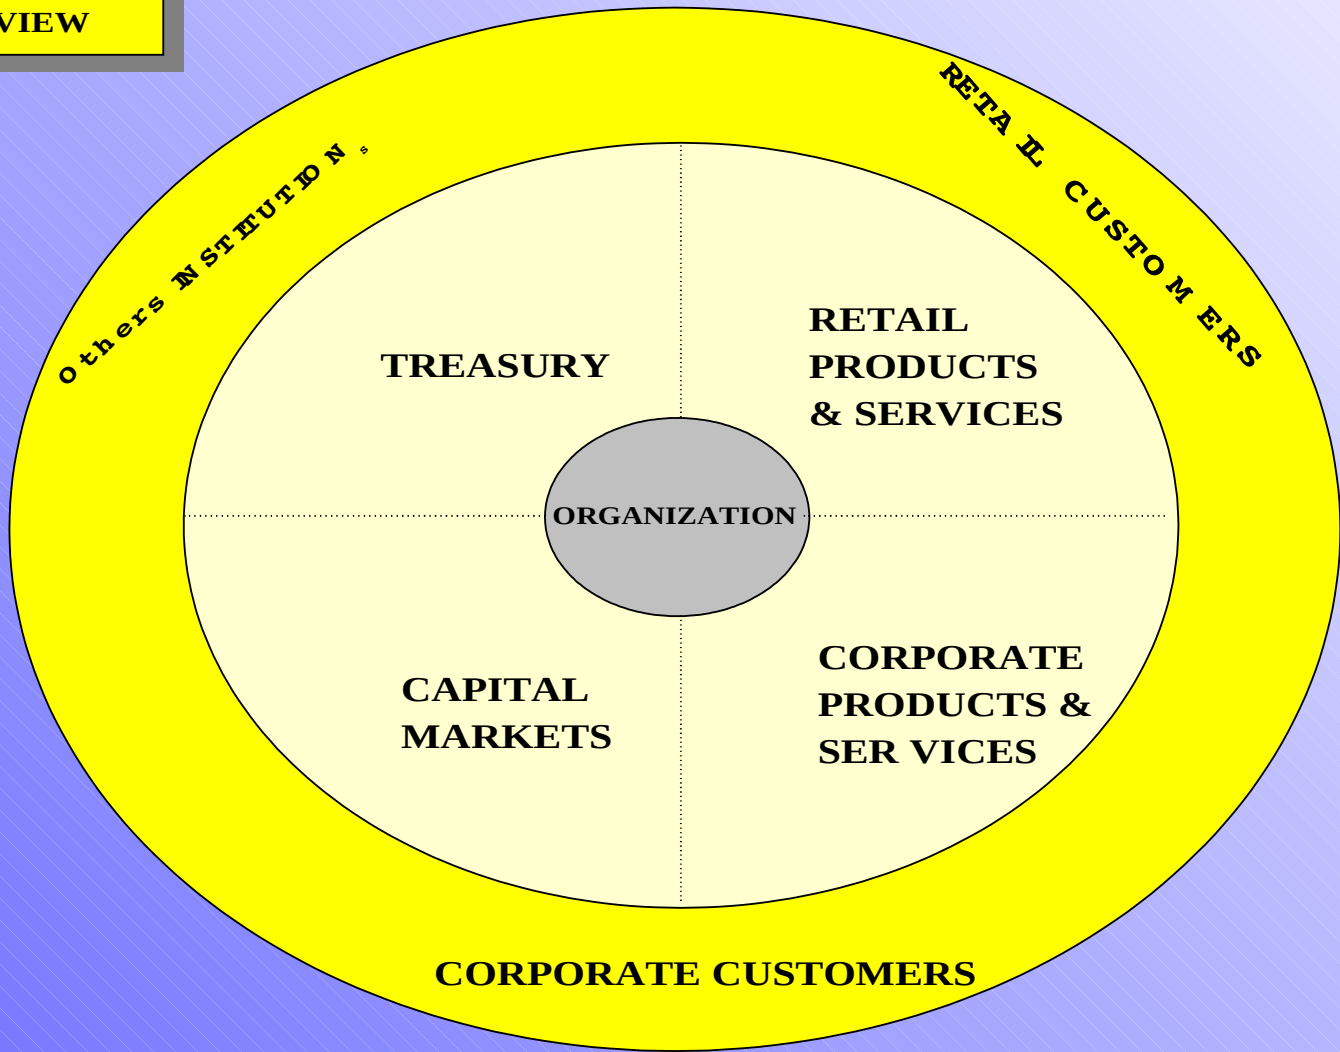 VIEW
Others INSTITUTIONs
RETAIL CUSTOMERS
TREASURY
RETAIL
PRODUCTS
& SERVICES
ORGANIZATION
CAPITAL
MARKETS
CORPORATE
PRODUCTS &
SER VICES
CORPORATE CUSTOMERS